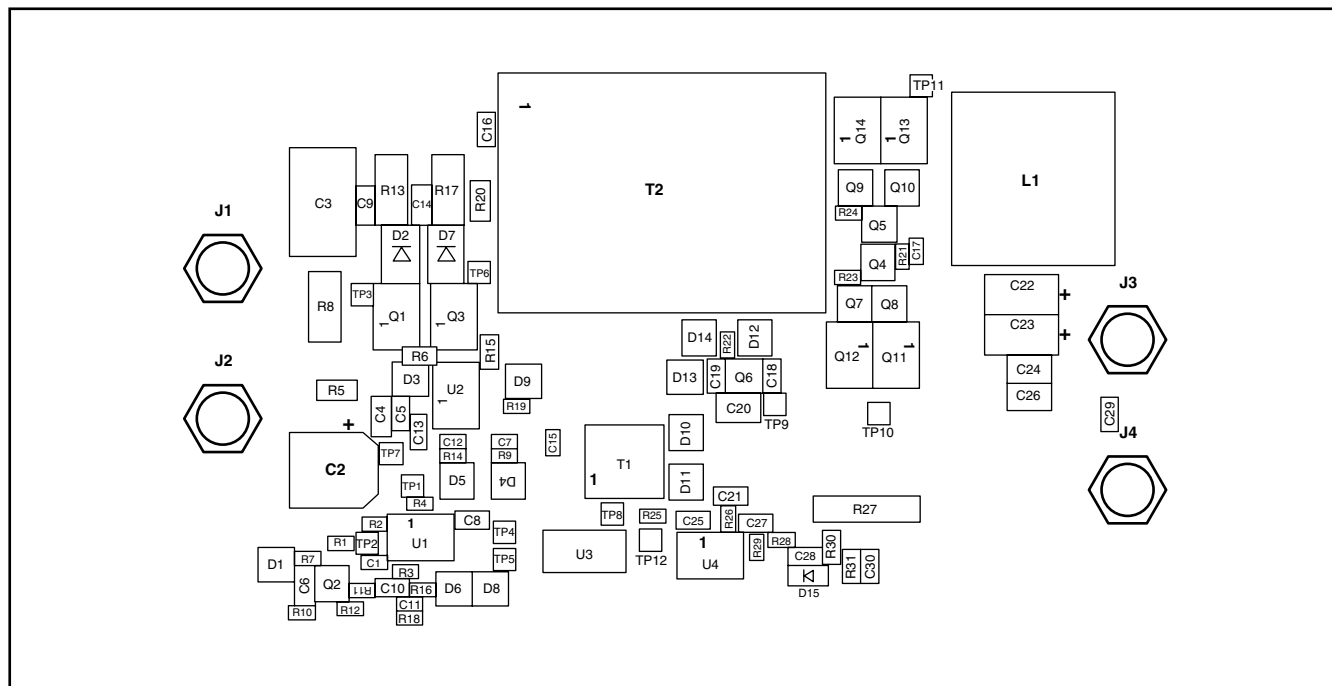 TP11
1
C16
1 Q14
1 Q13
T2
L1
C3
C9
R13
C14
R17
R20
Q9
Q10
J1
R24
Q5
D2
D7
Q4
R21
C17
TP6
R23
J3
R8
TP3
Q1
1
Q3
1
Q7
Q8
C22
+
C23
+
D14
R22
D12
Q12
1
Q11
1
J2
R6
R15
C24
D3
U2
1
D9
D13
C19
Q6
C18
C26
R5
R19
C4
C5
C20
TP9
TP10
C29
+
C13
D10
J4
C12
C7
C15
C2
TP7
R14
R9
T1
1
D5
D4
D11
TP1
R4
C21
R27
R2
1
U1
C8
TP4
TP8
R25
C25
R26
C27
R1
TP2
U3
TP12
1
U4
R29
R28
R30
D1
R7
C1
TP5
C28
R31
C30
R3
C6
Q2
R11
C10
R16
D6
D8
D15
R10
R12
C11
R18